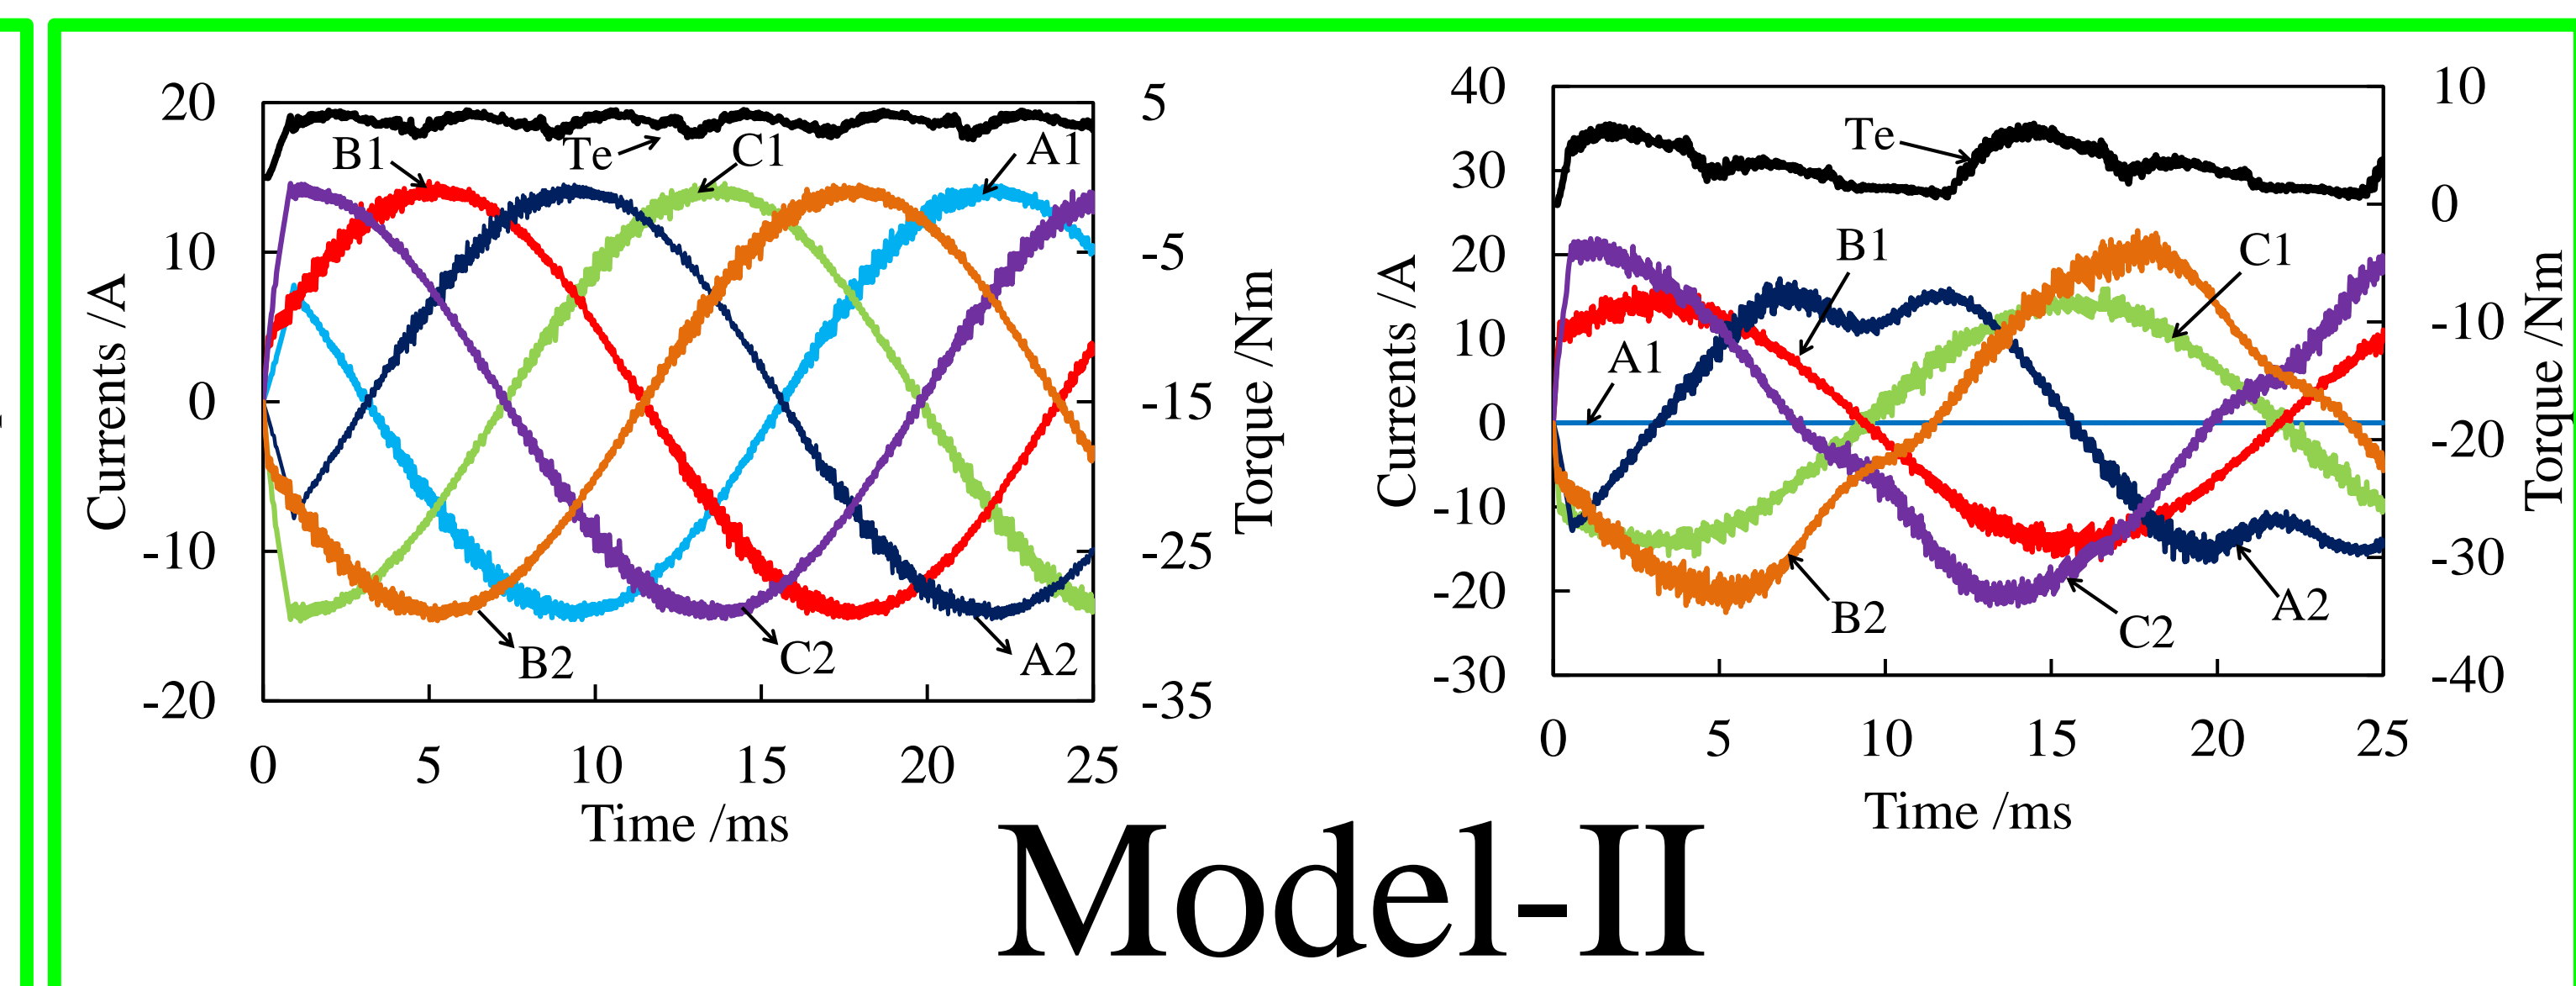 20
10
0
-10
-20
Currents /A
5
-5
-15
-25
-35
Torque /Nm
B1
Te
C1
A1
B2
C2
A2
0 5 10 15 20 25
Time /ms
40
30
20
10
0
-10
-20
-30
Currents /A
10
0
-10
-20
-30
-40
Torque /Nm
Te
B1
C1
A1
B2
C2
A2
0 5 10 15 20 25
Time /ms
Model-II